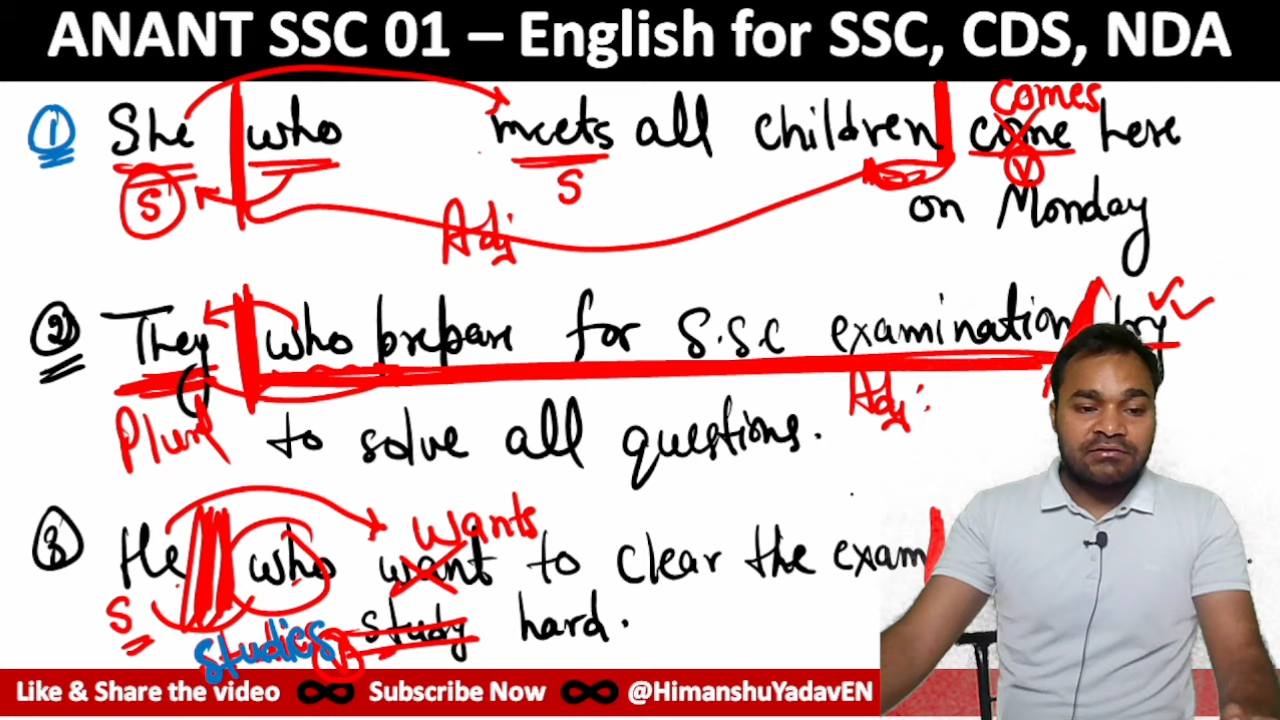 ANANT SSC 01 – English for SSC, CDS, NDA
comes
① She who meets all children come here
S S V
on Monday
Adj
② They who prepare for S.SC examination try
Adj:
Plural to solve all questions.
wants
③ He who want to clear the exam
S
studies study hard.
Like & Share the video Subscribe Now @HimanshuYadavEN